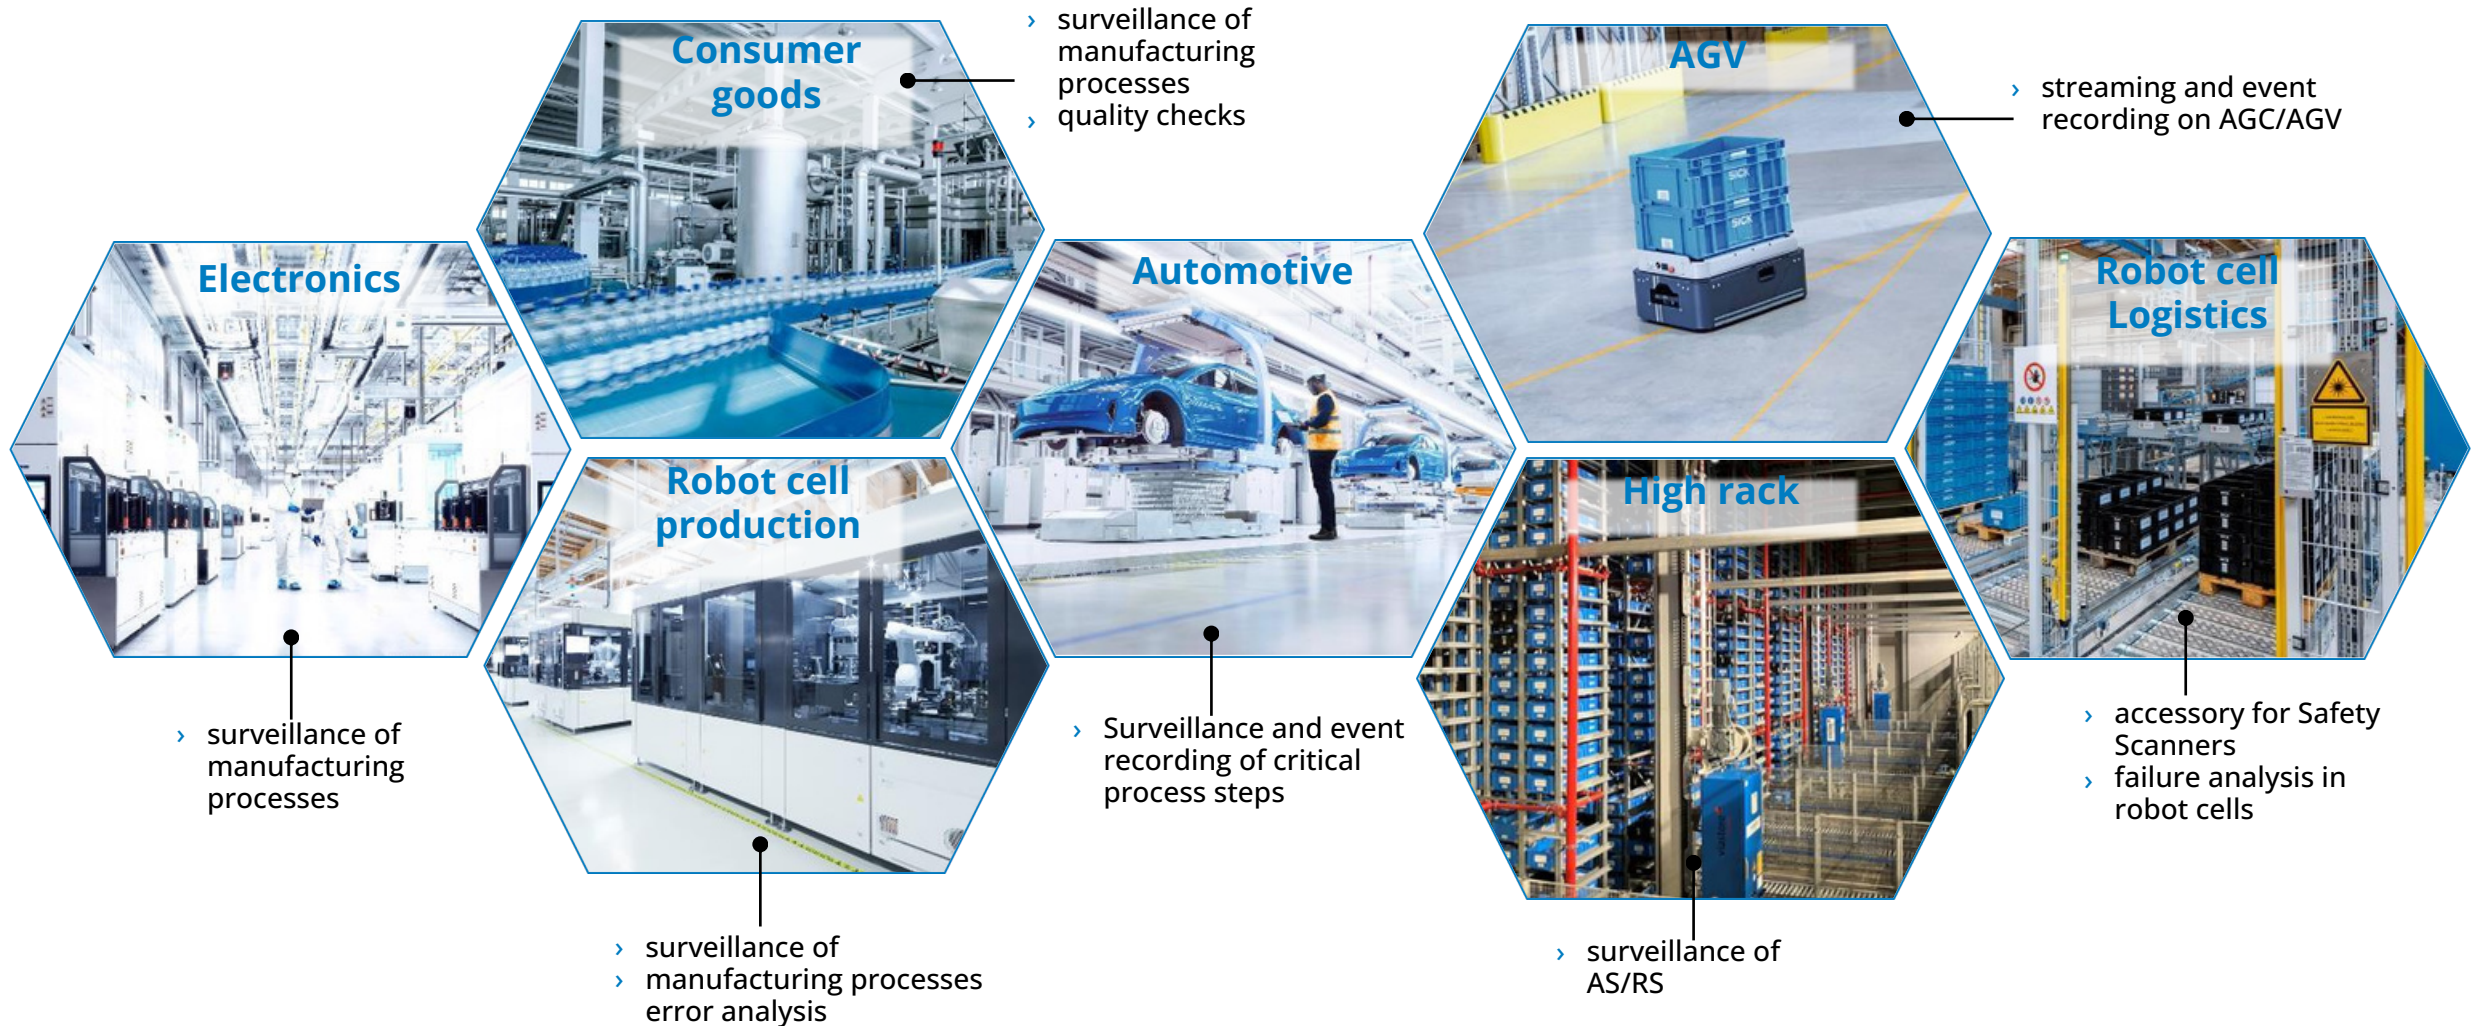 Consumer
goods
› surveillance of
manufacturing
processes
› quality checks
AGV
SICK
SICK
› streaming and event
recording on AGC/AGV
Electronics
› surveillance of
manufacturing
processes
Robot cell
production
› surveillance of
› manufacturing processes
error analysis
Automotive
› Surveillance and event
recording of critical
process steps
High rack
› surveillance of
AS/RS
Robot cell
Logistics
› accessory for Safety
Scanners
› failure analysis in
robot cells